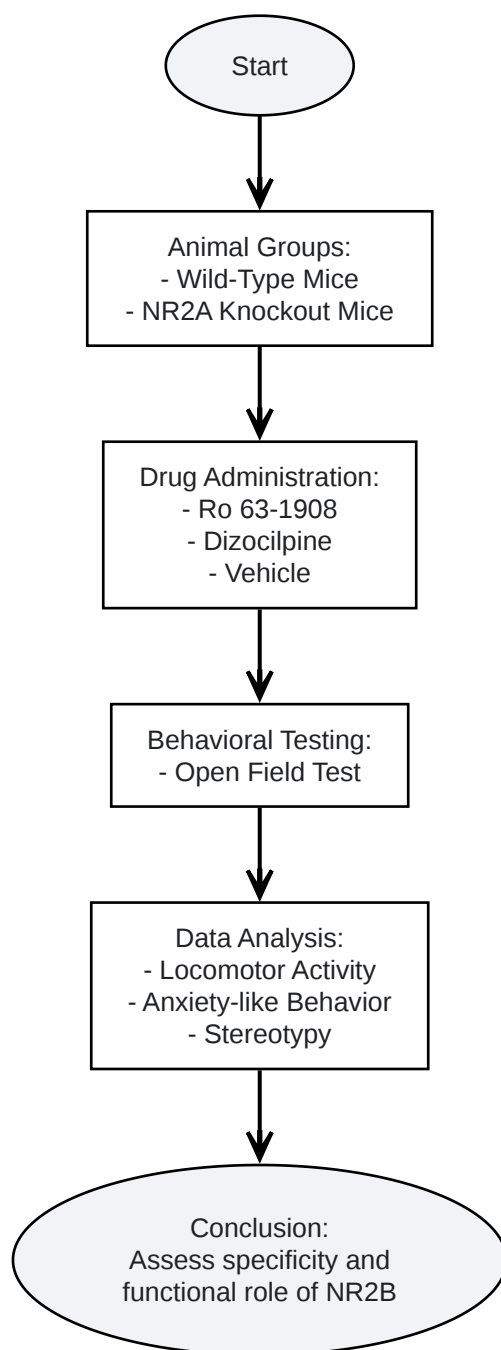 Start
Animal Groups:
- Wild-Type Mice
- NR2A Knockout Mice
Drug Administration:
- Ro 63-1908
- Dizocilpine
- Vehicle
Behavioral Testing:
- Open Field Test
Data Analysis:
- Locomotor Activity
- Anxiety-like Behavior
- Stereotypy
Conclusion:
Assess specificity and
functional role of NR2B